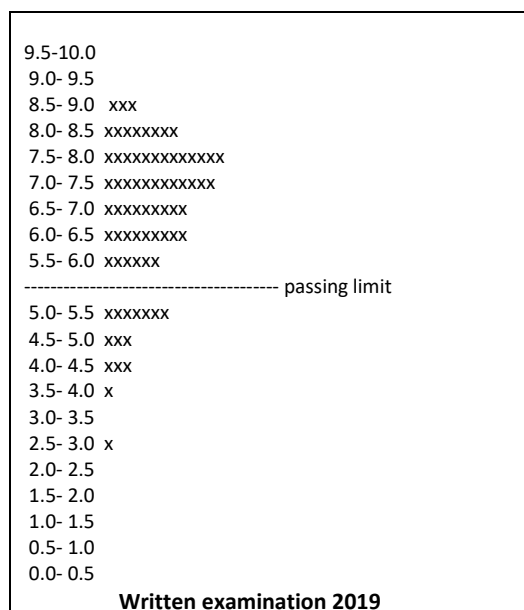 9.5-10.0
9.0- 9.5
8.5- 9.0 xxx
8.0- 8.5 xxxxxxxx
7.5- 8.0 xxxxxxxxxxxxx
7.0- 7.5 xxxxxxxxxxxx
6.5- 7.0 xxxxxxxxx
6.0- 6.5 xxxxxxxxx
5.5- 6.0 xxxxxx
--------------------------------------- passing limit
5.0- 5.5 xxxxxxx
4.5- 5.0 xxx
4.0- 4.5 xxx
3.5- 4.0 x
3.0- 3.5
2.5- 3.0 x
2.0- 2.5
1.5- 2.0
1.0- 1.5
0.5- 1.0
0.0- 0.5
Written examination 2019